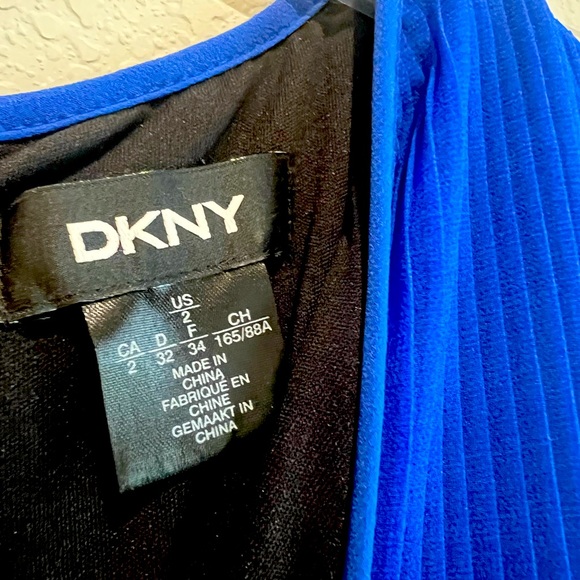 DKNY
US
2
CA D F CH
2 32 34 165/88A
MADE IN
CHINA
FABRIQUÉ EN
CHINE
GEMAAKT IN
CHINA